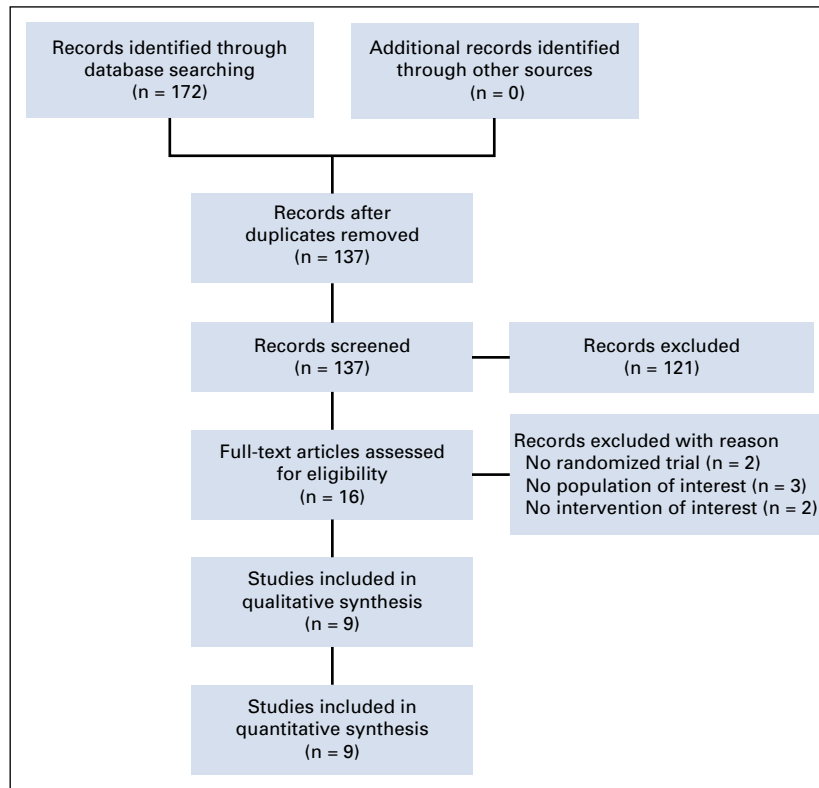 Records identified through
database searching
(n = 172)
Additional records identified
through other sources
(n = 0)
Records after
duplicates removed
(n = 137)
Records screened
(n = 137)
Records excluded
(n = 121)
Full-text articles assessed
for eligibility
(n = 16)
Records excluded with reason
No randomized trial (n = 2)
No population of interest (n = 3)
No intervention of interest (n = 2)
Studies included in
qualitative synthesis
(n = 9)
Studies included in
quantitative synthesis
(n = 9)